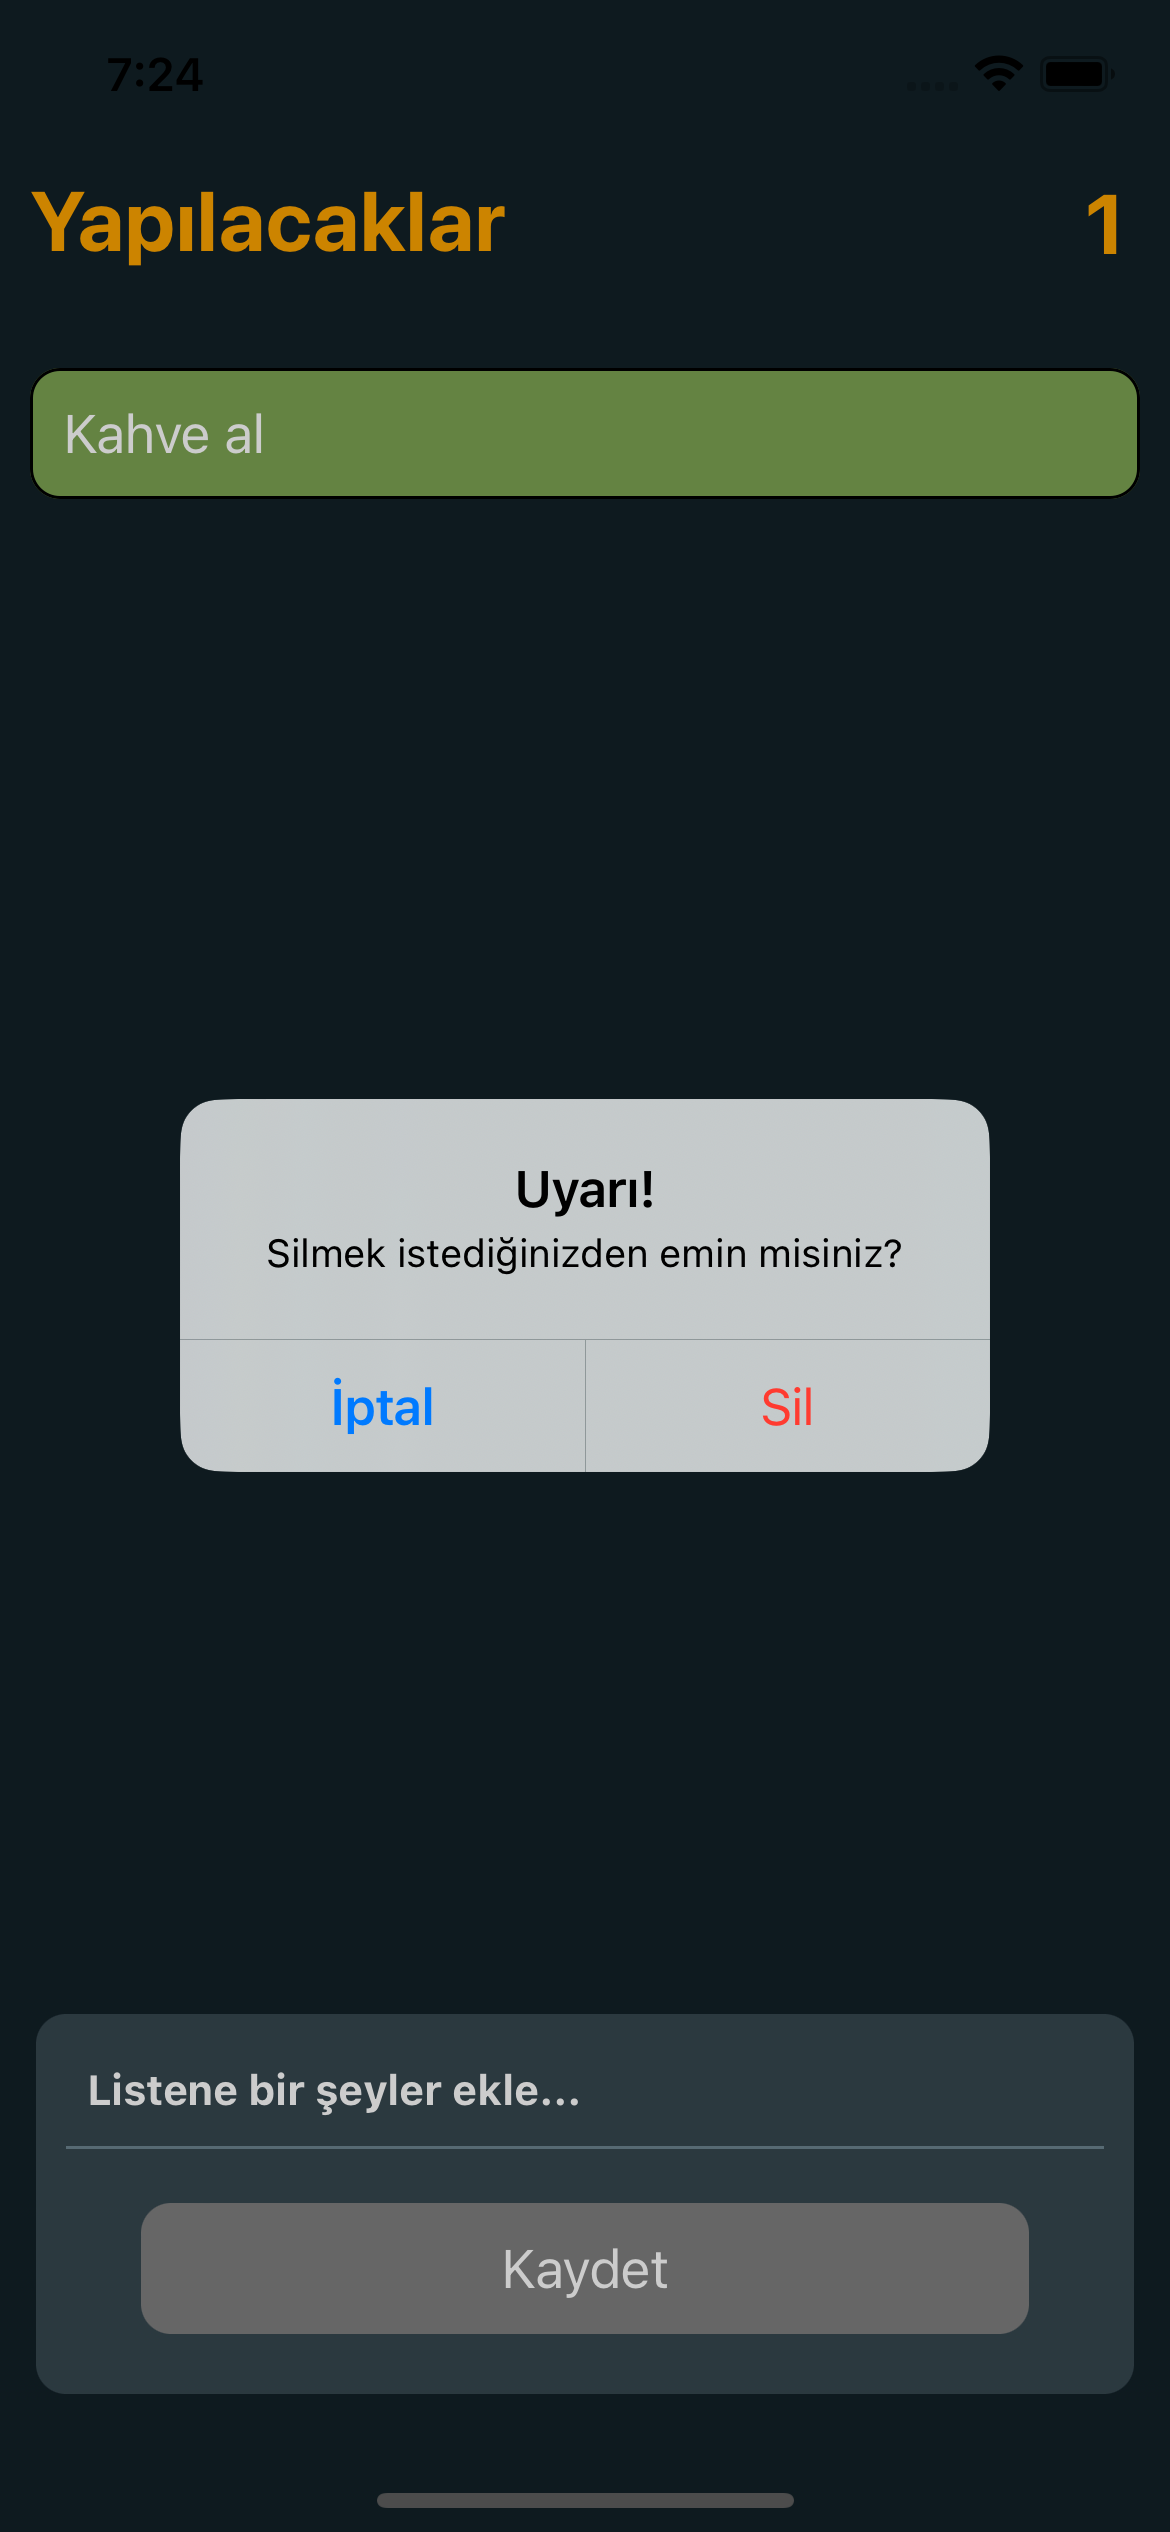 7:24
Yapılacaklar
1
Kahve al
Uyarı!
Silmek istediğinizden emin misiniz?
İptal
Sil
Listene bir şeyler ekle...
Kaydet